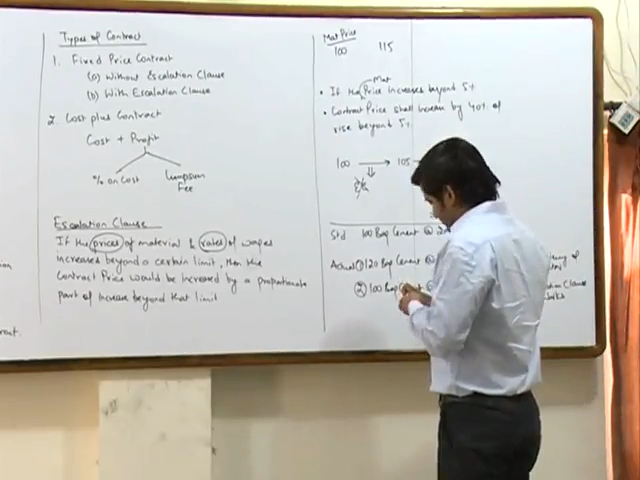 Types of Contract
1. Fixed Price Contract
(a) Without Escalation Clause
(b) With Escalation Clause
2. Cost plus Contract
Cost + Profit
% on Cost
Lumpsum
Fee
Escalation Clause
If the prices of material & rates of wages
increases beyond a certain limit, then the
Contract Price would be increased by a proportionate
part of increase beyond that limit
Mat Price
100 115
Mat
• If the Price increases beyond 5%
• Contract Price shall increase by 40% of
rise beyond 5%
100 → 105
Std 100 Bag Cement @
Actual ① 120 Bag Cement @
② 100 Bag
Clause